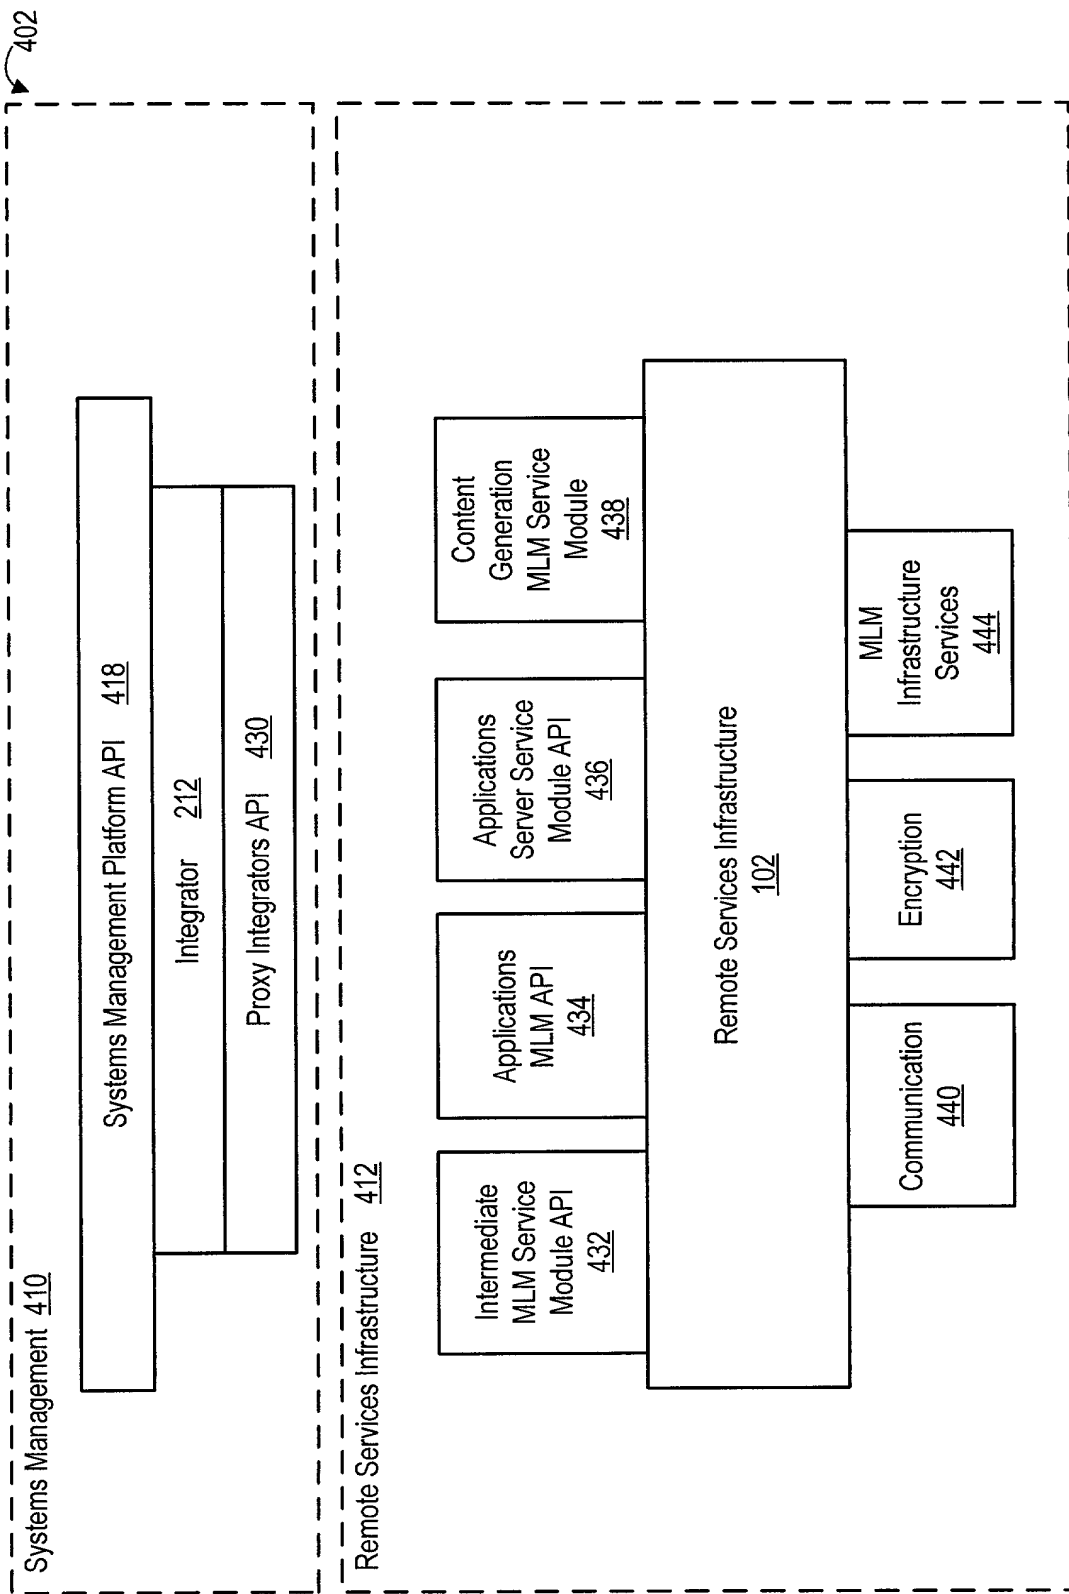 402
Systems Management 410
Systems Management Platform API 418
Integrator 212
Proxy Integrators API 430
Remote Services Infrastructure 412
Intermediate
MLM Service
Module API
432
Applications
MLM API
434
Applications
Server Service
Module API
436
Content
Generation
MLM Service
Module
438
Remote Services Infrastructure
102
Communication
440
Encryption
442
MLM
Infrastructure
Services
444